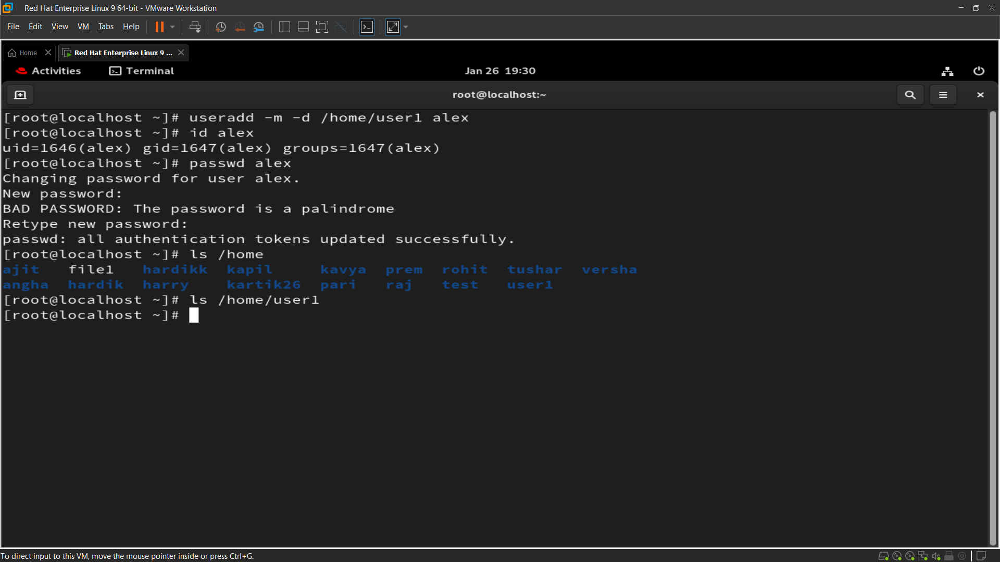 Red Hat Enterprise Linux 9 64-bit - VMware Workstation
File Edit View VM Tabs Help
Home Red Hat Enterprise Linux 9 ...
Activities Terminal Jan 26 19:30
root@localhost:~
[root@localhost ~]# useradd -m -d /home/user1 alex
[root@localhost ~]# id alex
uid=1646(alex) gid=1647(alex) groups=1647(alex)
[root@localhost ~]# passwd alex
Changing password for user alex.
New password:
BAD PASSWORD: The password is a palindrome
Retype new password:
passwd: all authentication tokens updated successfully.
[root@localhost ~]# ls /home
ajit file1 hardikk kapil kavya prem rohit tushar versha
angha hardik harry kartik26 pari raj test user1
[root@localhost ~]# ls /home/user1
[root@localhost ~]#
To direct input to this VM, move the mouse pointer inside or press Ctrl+G.